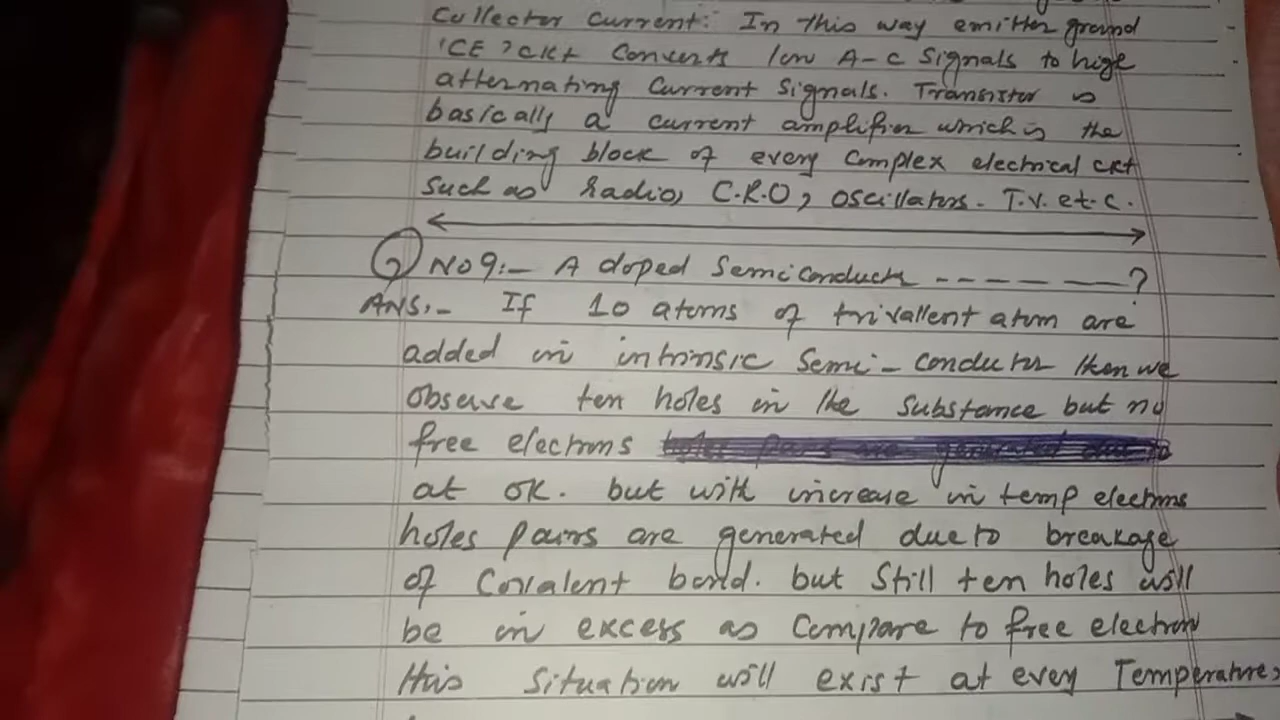 Collector Current: In this way emitter ground
'CE' ckt Converts low A-C Signals to hige
alternating Current Signals. Transistor is
basically a current amplifier which is the
building block of every Complex electrical ckt
Such as radio, C.R.O, oscillators. T.V. e.t.c.
Q No 9:- A doped Semiconductr ------?
ANS:- If 10 atoms of trivallent atom are
added in intrinsic Semi-conductor then we
observe ten holes in the substance but no
free electrons
at OK. but with increase in temp electrons
holes pairs are generated due to breakage
of Covalent bond. but Still ten holes will
be in excess as Compare to free electron
this Situation will exist at every Temperature.